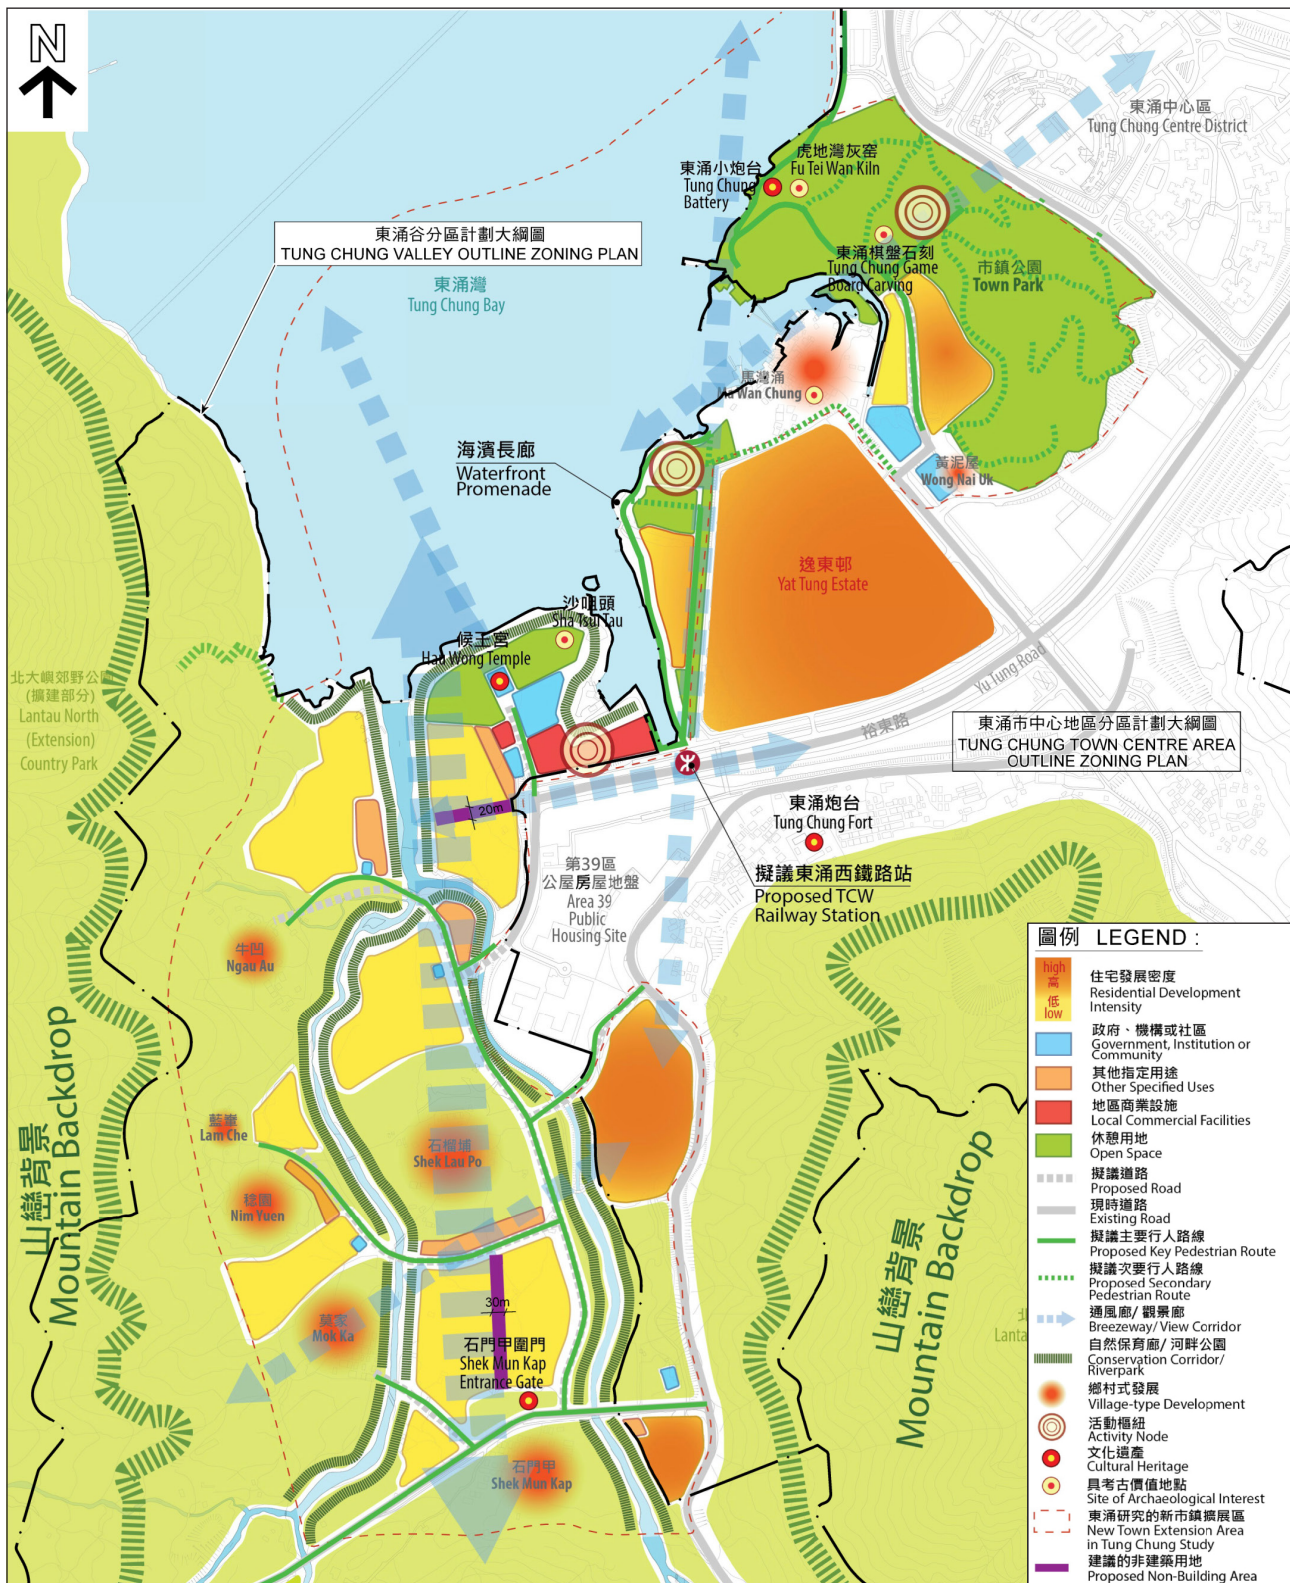 N
東涌中心區
Tung Chung Centre District
虎地灣灰窑
Fu Tei Wan Kiln
東涌小炮台
Tung Chung
Battery
東涌谷分區計劃大綱圖
TUNG CHUNG VALLEY OUTLINE ZONING PLAN
東涌灣
Tung Chung Bay
東涌棋盤石刻
Tung Chung Game
Board Carving
市鎮公園
Town Park
馬灣涌
Ma Wan Chung
海濱長廊
Waterfront
Promenade
黃泥屋
Wong Nai Uk
逸東邨
Yat Tung Estate
沙咀頭
Sha Tsui Tau
候王宮
Hau Wong Temple
北大嶼郊野公園
(擴建部分)
Lantau North
(Extension)
Country Park
Yu Tung Road
裕東路
東涌市中心地區分區計劃大綱圖
TUNG CHUNG TOWN CENTRE AREA
OUTLINE ZONING PLAN
20m
東涌炮台
Tung Chung Fort
第39區
公屋房屋地盤
Area 39
Public
Housing Site
擬議東涌西鐵路站
Proposed TCW
Railway Station
牛凹
Ngau Au
山巒背景
Mountain Backdrop
藍輋
Lam Che
石榴埔
Shek Lau Po
稔園
Nim Yuen
山巒背景
Mountain Backdrop
30m
莫家
Mok Ka
石門甲圍門
Shek Mun Kap
Entrance Gate
石門甲
Shek Mun Kap
北
Lanta
圖例 LEGEND :
high
高
低
low
住宅發展密度
Residential Development
Intensity
政府、機構或社區
Government, Institution or
Community
其他指定用途
Other Specified Uses
地區商業設施
Local Commercial Facilities
休憩用地
Open Space
擬議道路
Proposed Road
現時道路
Existing Road
擬議主要行人路線
Proposed Key Pedestrian Route
擬議次要行人路線
Proposed Secondary
Pedestrian Route
通風廊/ 觀景廊
Breezeway/ View Corridor
自然保育廊/ 河畔公園
Conservation Corridor/
Riverpark
鄉村式發展
Village-type Development
活動樞紐
Activity Node
文化遺產
Cultural Heritage
具考古價值地點
Site of Archaeological Interest
東涌研究的新市鎮擴展區
New Town Extension Area
in Tung Chung Study
建議的非建築用地
Proposed Non-Building Area